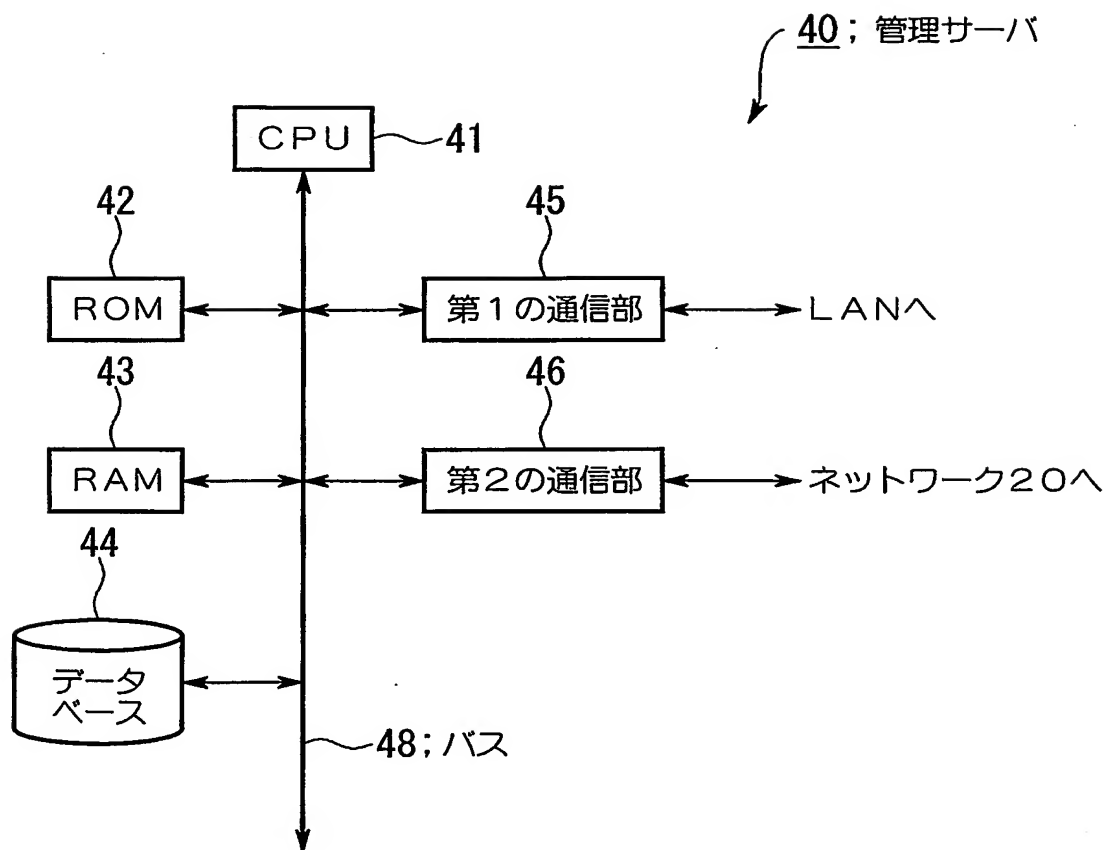 40；管理サーバ
CPU
41
42
45
ROM
第１の通信部
LANへ
43
46
RAM
第２の通信部
ネットワーク２０へ
44
データ
ベース
48；バス